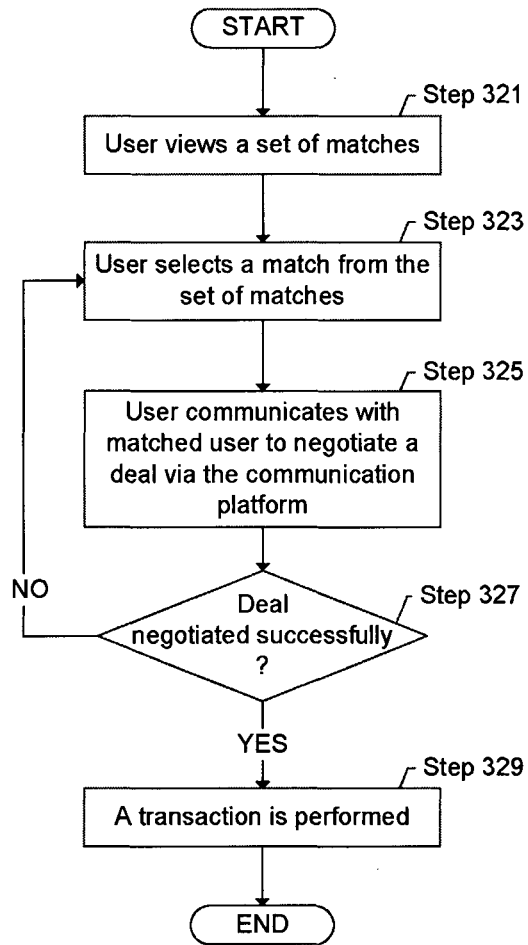 START
Step 321
User views a set of matches
Step 323
User selects a match from the
set of matches
Step 325
User communicates with
matched user to negotiate a
deal via the communication
platform
NO
Step 327
Deal
negotiated successfully
?
YES
Step 329
A transaction is performed
END